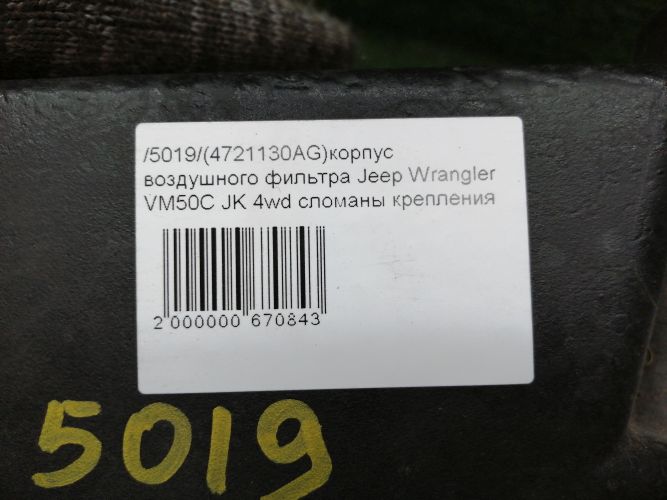 /5019/(4721130AG)корпус
воздушного фильтра Jeep Wrangler
VM50C JK 4wd сломаны крепления
2 000000 670843
5019